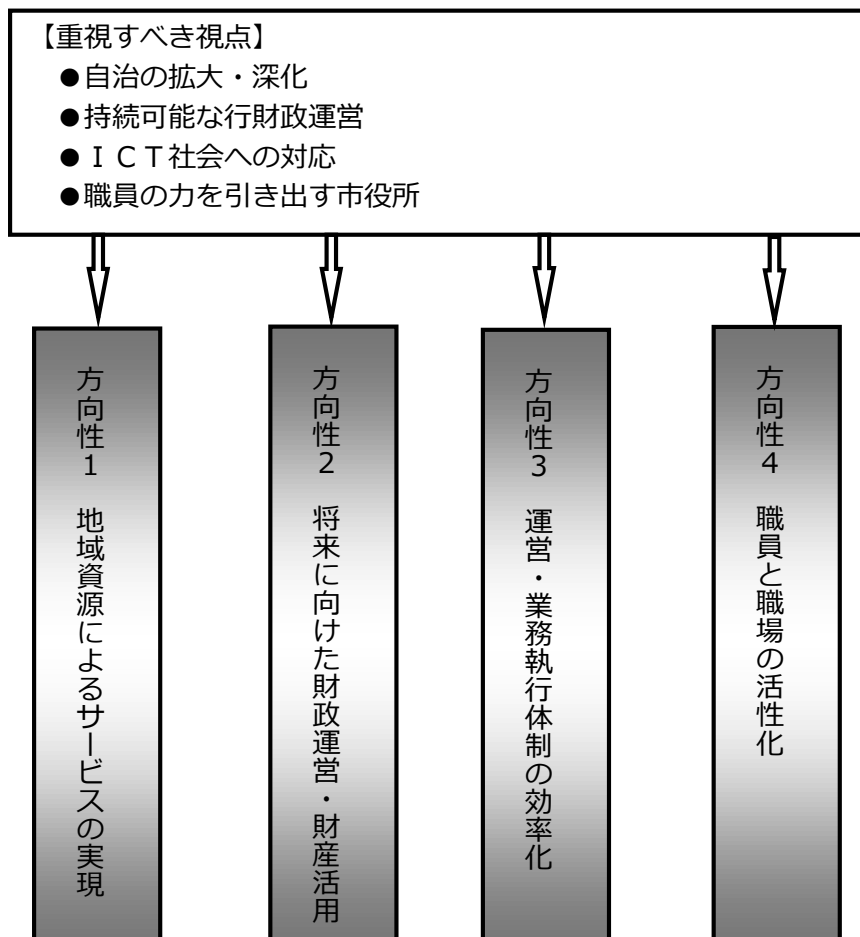 【重視すべき視点】
●自治の拡大・深化
●持続可能な行財政運営
●ＩＣＴ社会への対応
●職員の力を引き出す市役所
方向性１　地域資源によるサービスの実現
方向性２　将来に向けた財政運営・財産活用
方向性３　運営・業務執行体制の効率化
方向性４　職員と職場の活性化